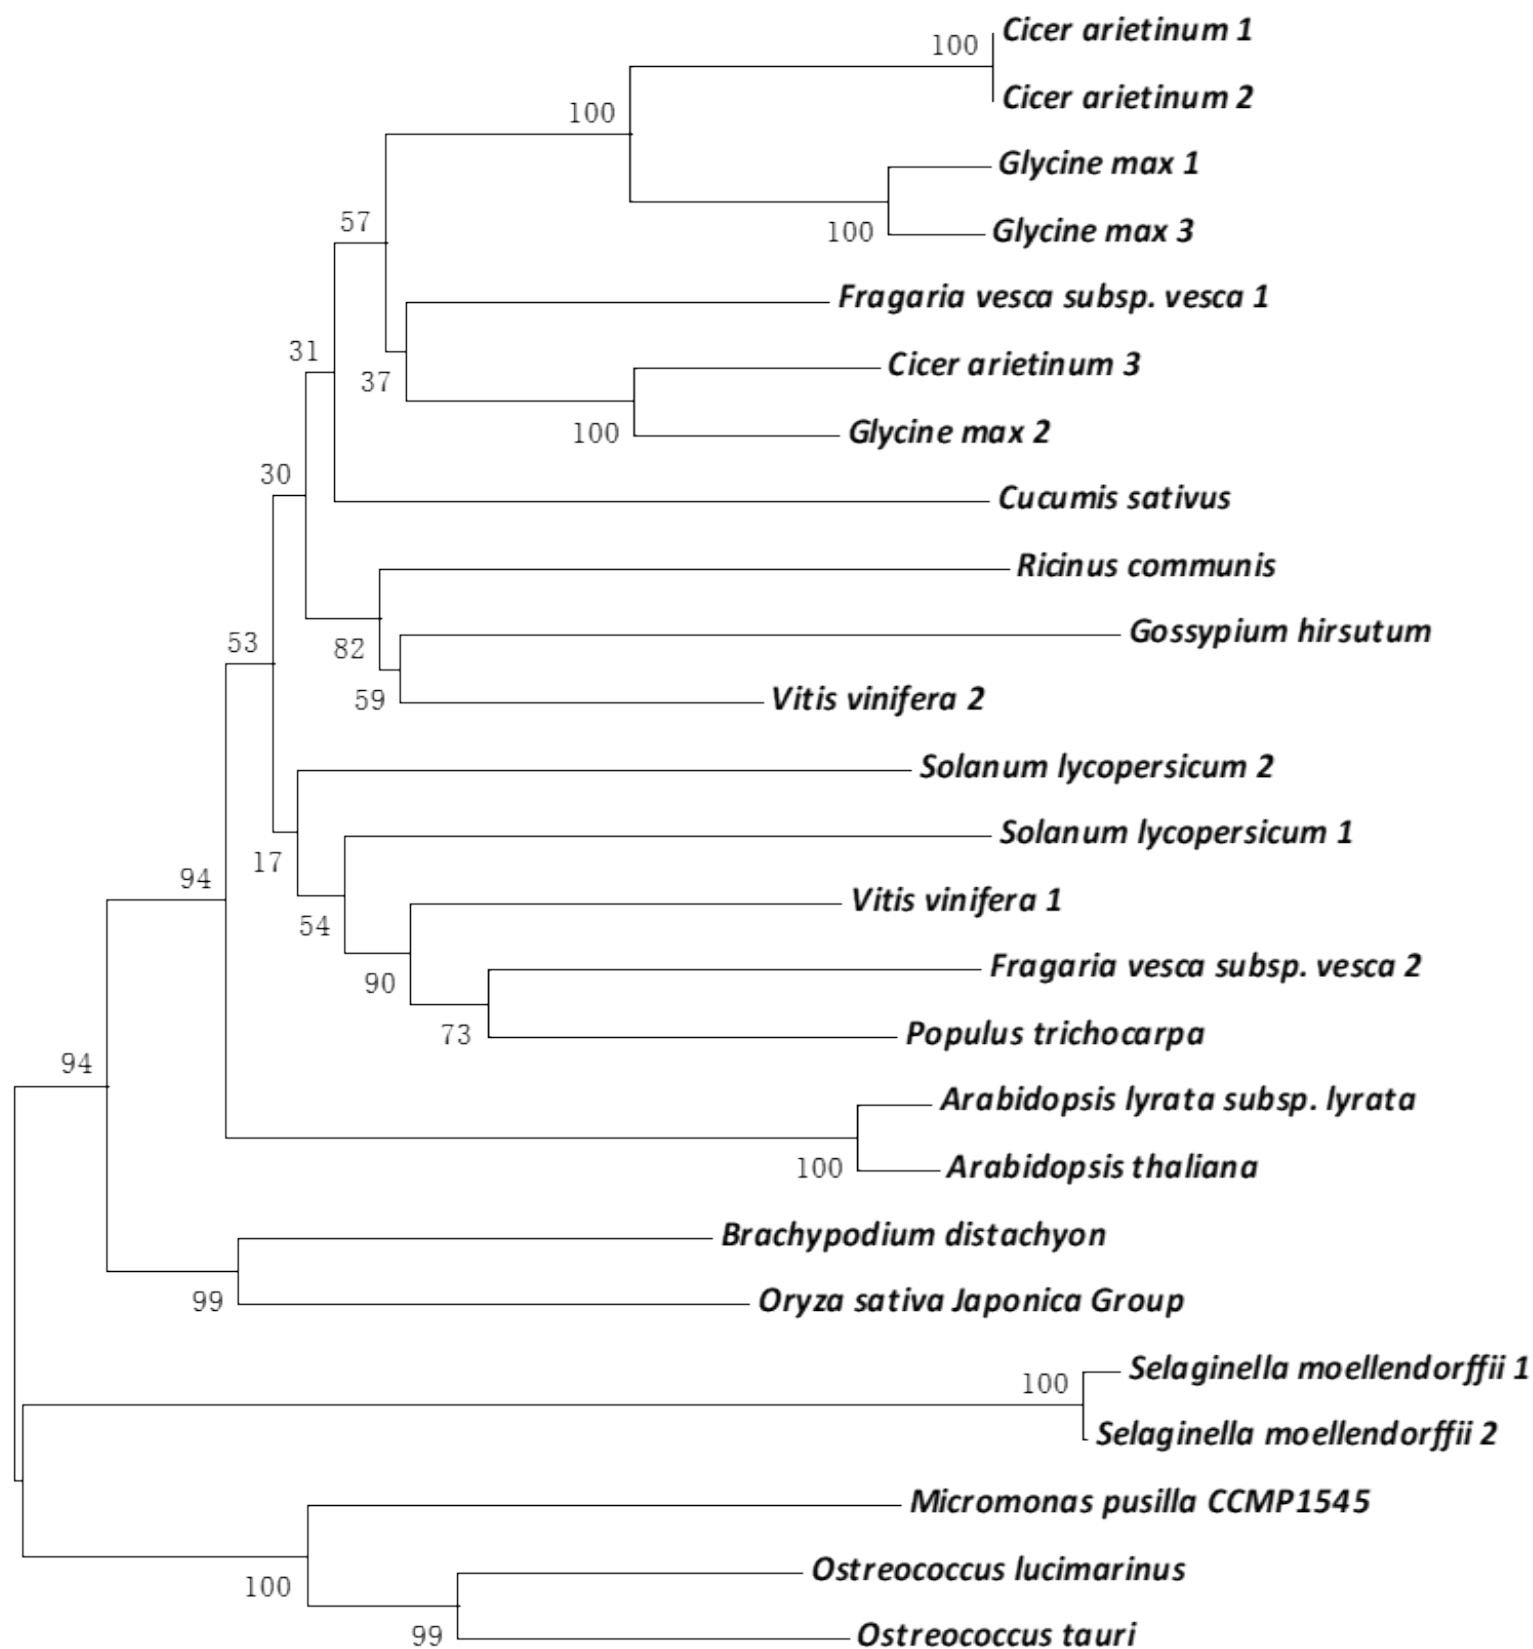 Cicer arietinum 1
100
Cicer arietinum 2
100
Glycine max 1
57
100
Glycine max 3
Fragaria vesca subsp. vesca 1
31
Cicer arietinum 3
37
100
Glycine max 2
30
Cucumis sativus
Ricinus communis
53
82
Gossypium hirsutum
59
Vitis vinifera 2
Solanum lycopersicum 2
94
17
Solanum lycopersicum 1
54
Vitis vinifera 1
90
Fragaria vesca subsp. vesca 2
73
Populus trichocarpa
94
Arabidopsis lyrata subsp. lyrata
100
Arabidopsis thaliana
Brachypodium distachyon
99
Oryza sativa Japonica Group
100
Selaginella moellendorffii 1
Selaginella moellendorffii 2
Micromonas pusilla CCMP1545
100
Ostreococcus lucimarinus
99
Ostreococcus tauri